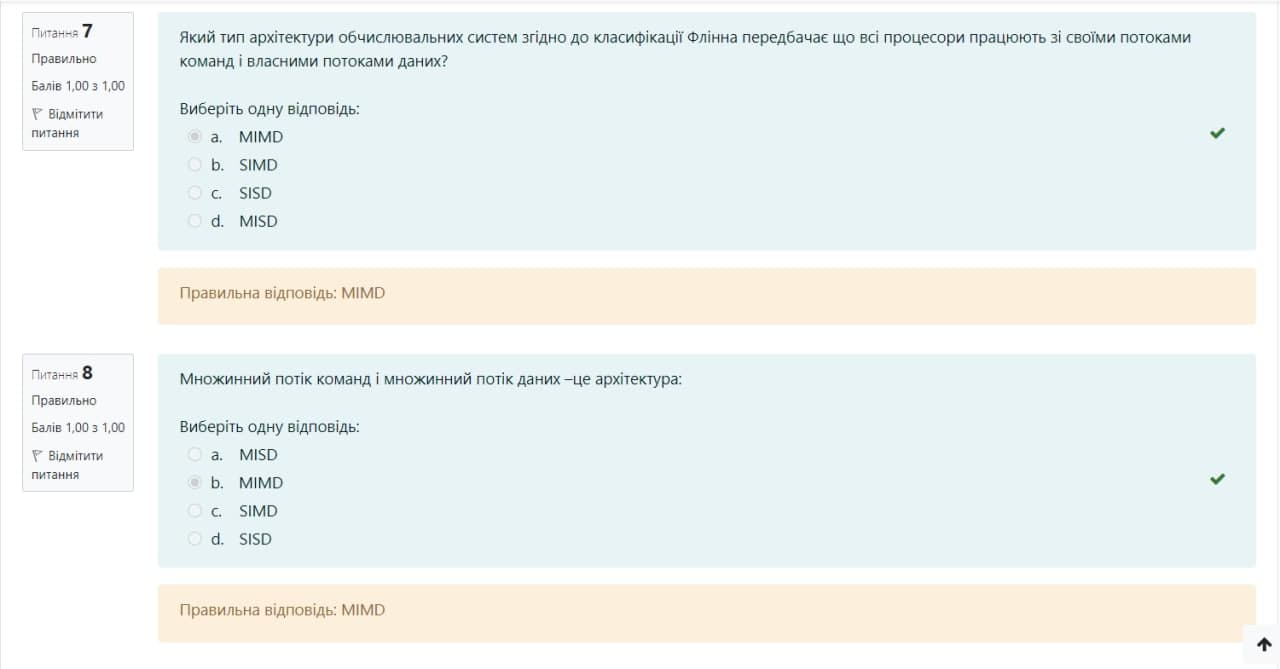 Питання 7
Правильно
Балів 1,00 з 1,00
Відмітити
питання
Який тип архітектури обчислювальних систем згідно до класифікації Флінна передбачає що всі процесори працюють зі своїми потоками
команд і власними потоками даних?
Виберіть одну відповідь:
a. MIMD
b. SIMD
c. SISD
d. MISD
Правильна відповідь: MIMD
Питання 8
Правильно
Балів 1,00 з 1,00
Відмітити
питання
Множинний потік команд і множинний потік даних –це архітектура:
Виберіть одну відповідь:
a. MISD
b. MIMD
c. SIMD
d. SISD
Правильна відповідь: MIMD